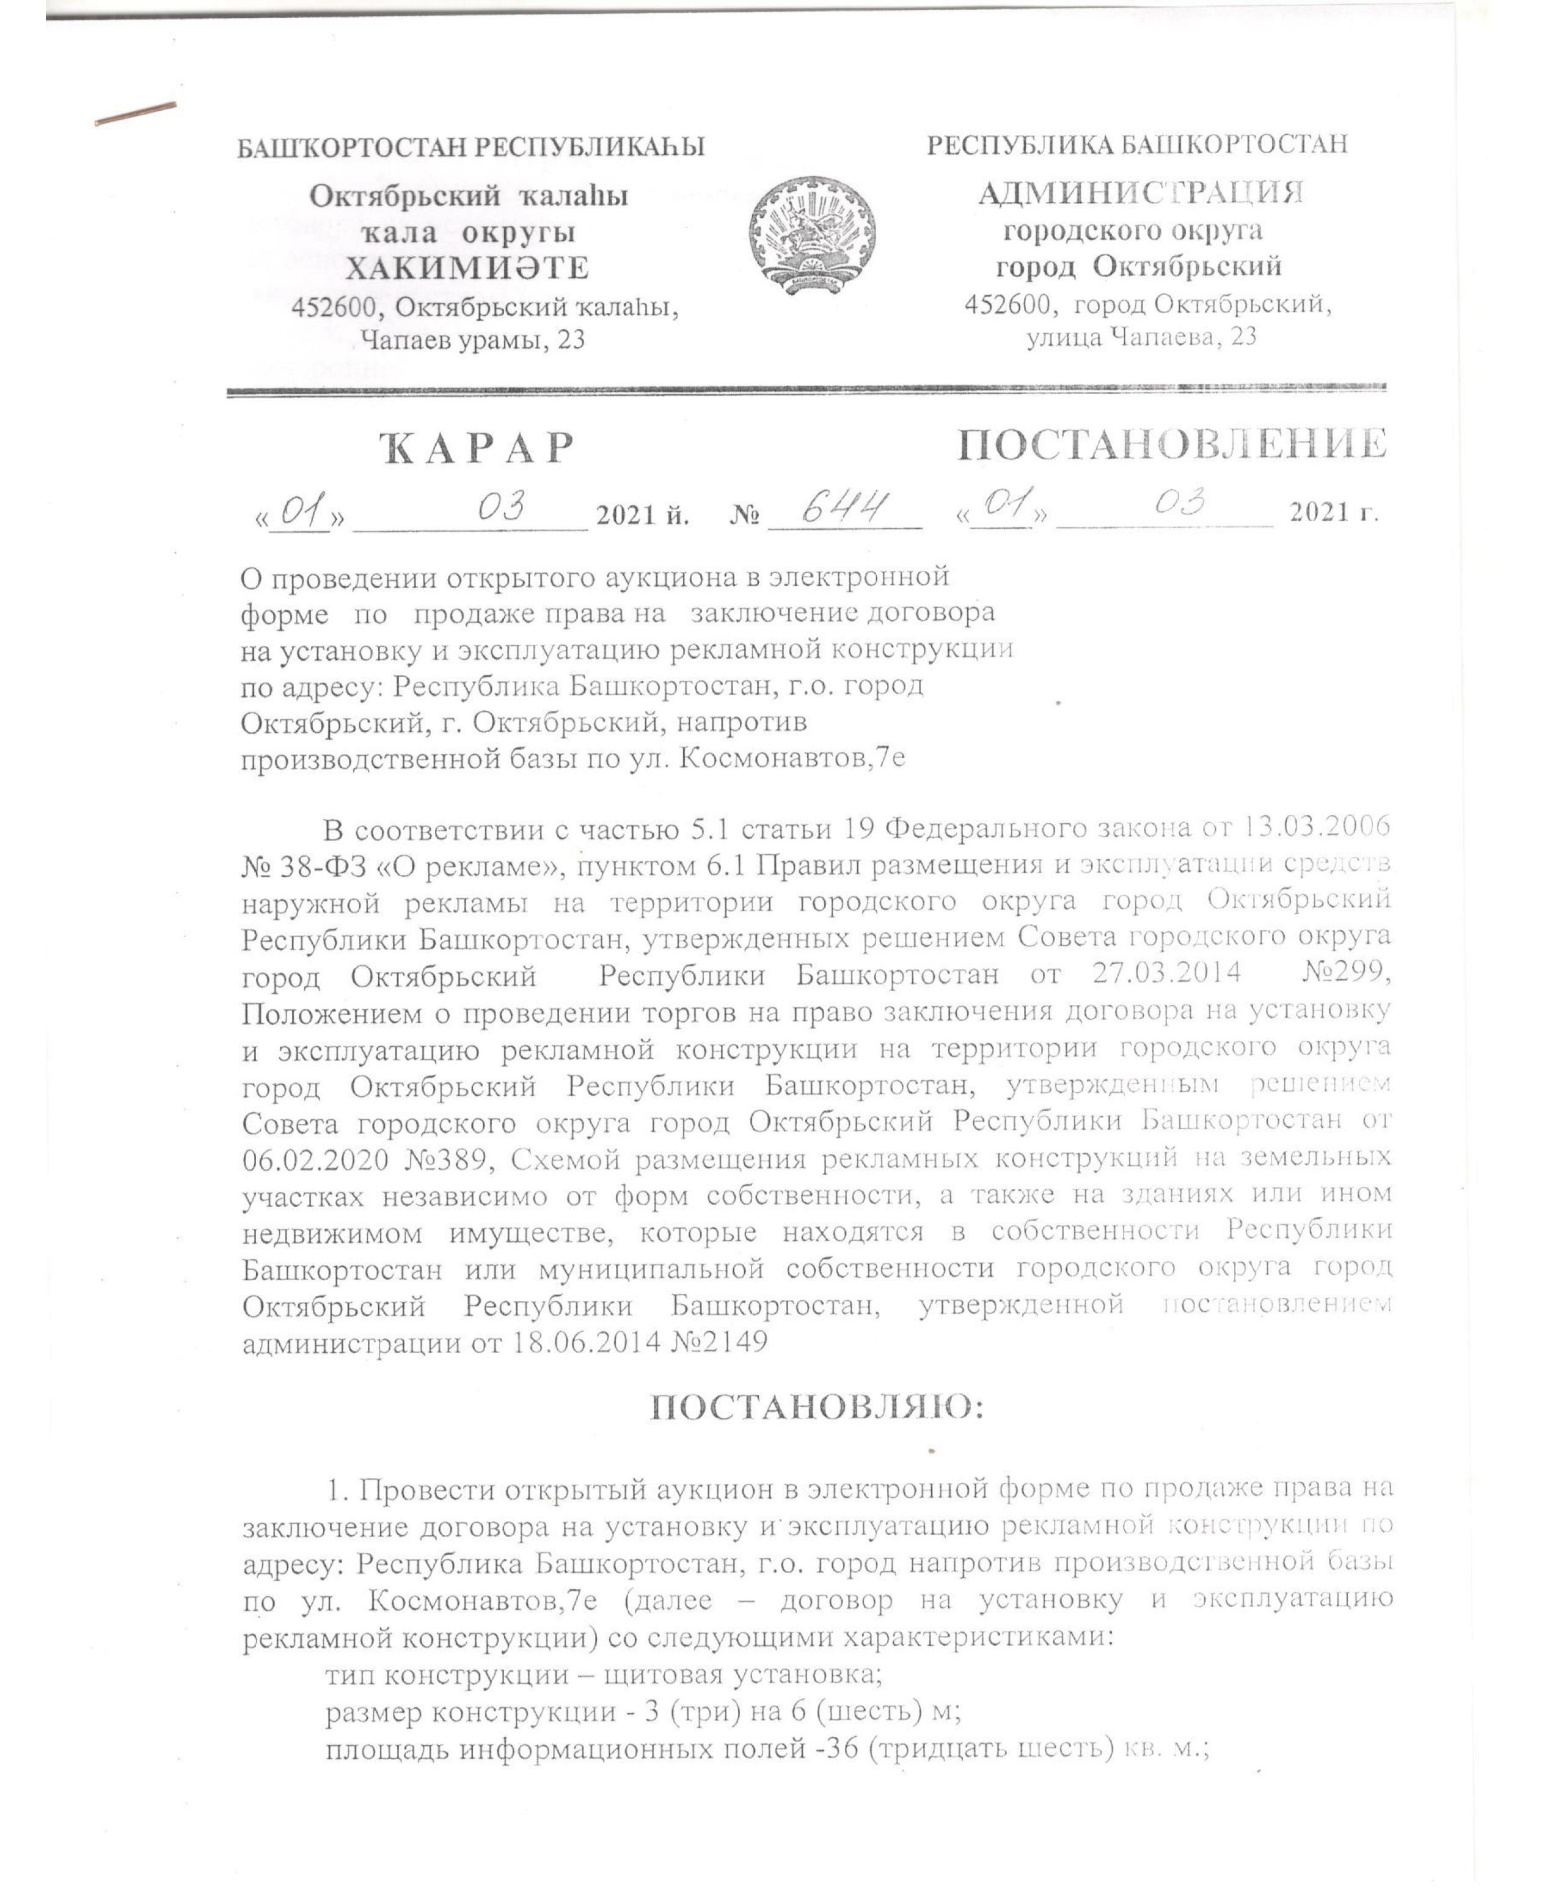 БАШҠОРТОСТАН РЕСПУБЛИКАҺЫ
Октябрьский ҡалаһы
ҡала округы
ХАКИМИӘТЕ
452600, Октябрьский ҡалаһы,
Чапаев урамы, 23
РЕСПУБЛИКА БАШКОРТОСТАН
АДМИНИСТРАЦИЯ
городского округа
город Октябрьский
452600, город Октябрьский,
улица Чапаева, 23
ҠАРАР
ПОСТАНОВЛЕНИЕ
«01» 03 2021 й. № 644 «01» 03 2021 г.
О проведении открытого аукциона в электронной
форме по продаже права на заключение договора
на установку и эксплуатацию рекламной конструкции
по адресу: Республика Башкортостан, г.о. город
Октябрьский, г. Октябрьский, напротив
производственной базы по ул. Космонавтов,7е
В соответствии с частью 5.1 статьи 19 Федерального закона от 13.03.2006
№ 38-ФЗ «О рекламе», пунктом 6.1 Правил размещения и эксплуатации средств
наружной рекламы на территории городского округа город Октябрьский
Республики Башкортостан, утвержденных решением Совета городского округа
город Октябрьский Республики Башкортостан от 27.03.2014 №299,
Положением о проведении торгов на право заключения договора на установку
и эксплуатацию рекламной конструкции на территории городского округа
город Октябрьский Республики Башкортостан, утвержденным решением
Совета городского округа город Октябрьский Республики Башкортостан от
06.02.2020 №389, Схемой размещения рекламных конструкций на земельных
участках независимо от форм собственности, а также на зданиях или ином
недвижимом имуществе, которые находятся в собственности Республики
Башкортостан или муниципальной собственности городского округа город
Октябрьский Республики Башкортостан, утвержденной постановлением
администрации от 18.06.2014 №2149
ПОСТАНОВЛЯЮ:
1. Провести открытый аукцион в электронной форме по продаже права на
заключение договора на установку и эксплуатацию рекламной конструкции по
адресу: Республика Башкортостан, г.о. город напротив производственной базы
по ул. Космонавтов,7е (далее – договор на установку и эксплуатацию
рекламной конструкции) со следующими характеристиками:
тип конструкции – щитовая установка;
размер конструкции - 3 (три) на 6 (шесть) м;
площадь информационных полей -36 (тридцать шесть) кв. м.;